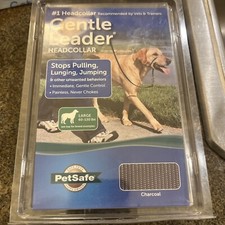 #1 Headcollar Recommended by Vets & Trainers
Gentle
Leader®
HEADCOLLAR
Stops Pulling,
Lunging, Jumping
& other unwanted behaviors
• Immediate, Gentle Control
• Painless, Never Chokes
LARGE
PetSafe
Charcoal